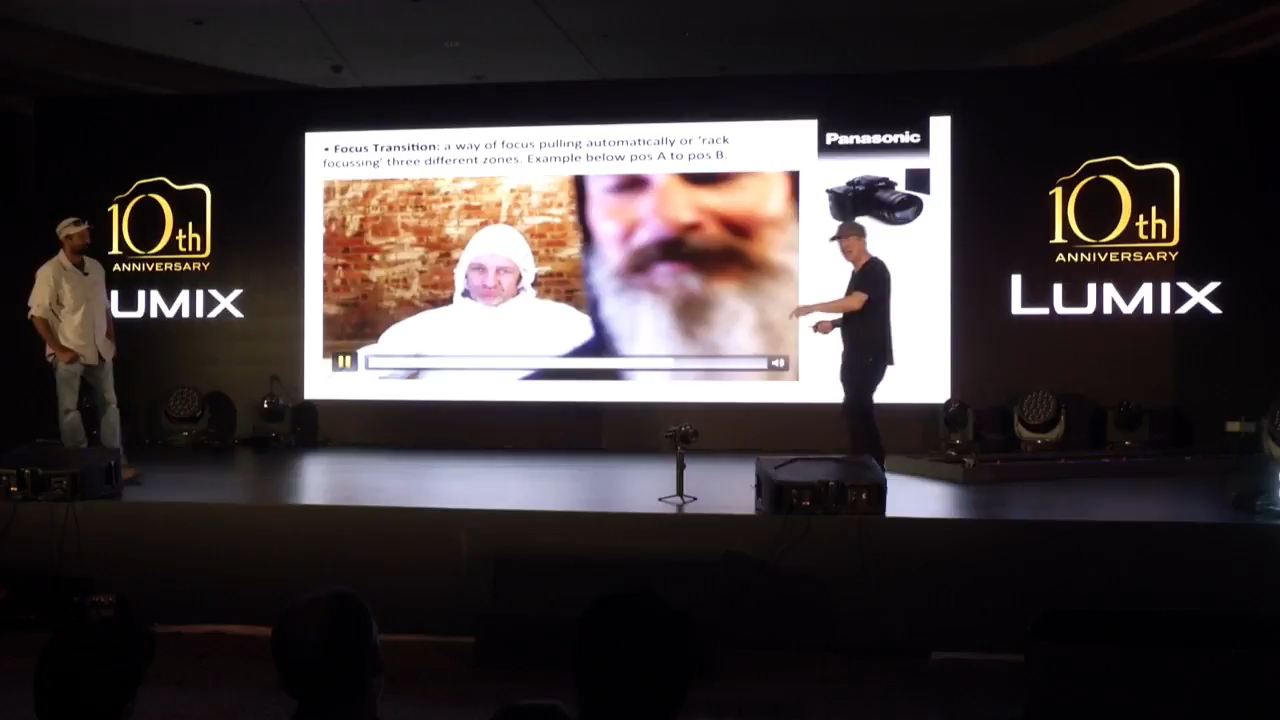 • Focus Transition: a way of focus pulling automatically or 'rack
focussing' three different zones. Example below pos A to pos B.
Panasonic
10th
ANNIVERSARY
LUMIX
10th
ANNIVERSARY
LUMIX